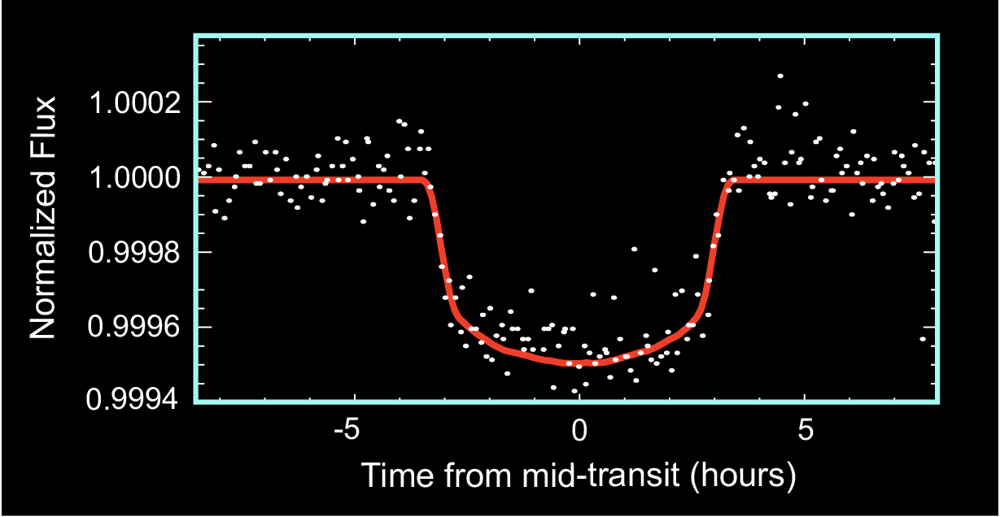 Normalized Flux
1.0002
1.0000
0.9998
0.9996
0.9994
-5 0 5
Time from mid-transit (hours)